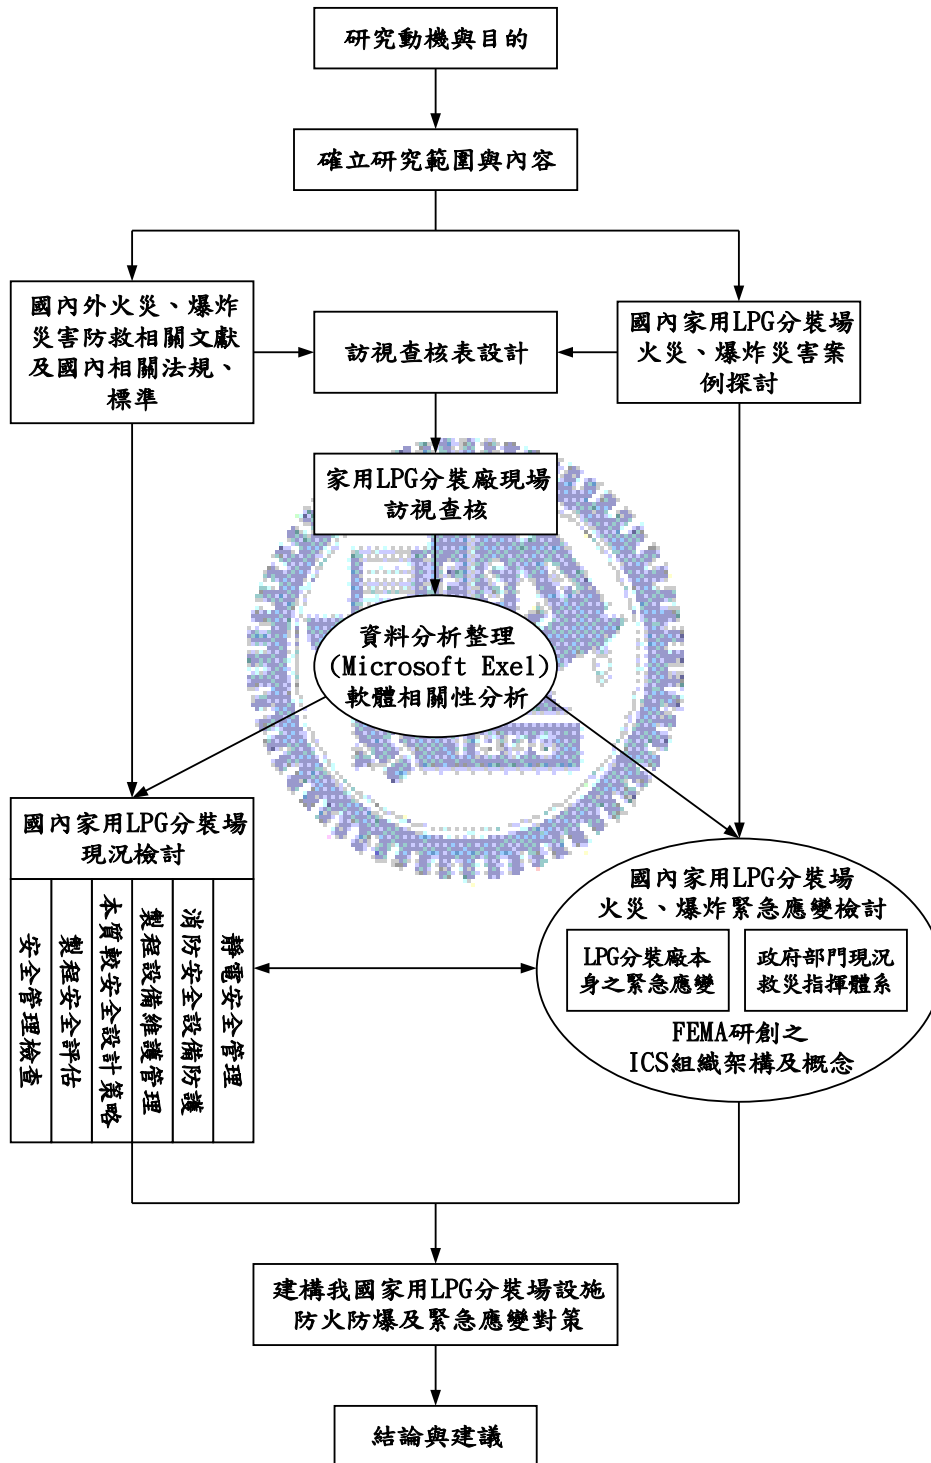 研究動機與目的
確立研究範圍與內容
國內外火災、爆炸
災害防救相關文獻
及國內相關法規、
標準
訪視查核表設計
國內家用LPG分裝場
火災、爆炸災害案
例探討
家用LPG分裝廠現場
訪視查核
資料分析整理
(Microsoft Exel)
軟體相關性分析
國內家用LPG分裝場
現況檢討
安全管理檢查
製程安全評估
本質較安全設計策略
製程設備維護管理
消防安全設備防護
靜電安全管理
國內家用LPG分裝場
火災、爆炸緊急應變檢討
LPG分裝廠本
身之緊急應變
政府部門現況
救災指揮體系
FEMA研創之
ICS組織架構及概念
建構我國家用LPG分裝場設施
防火防爆及緊急應變對策
結論與建議